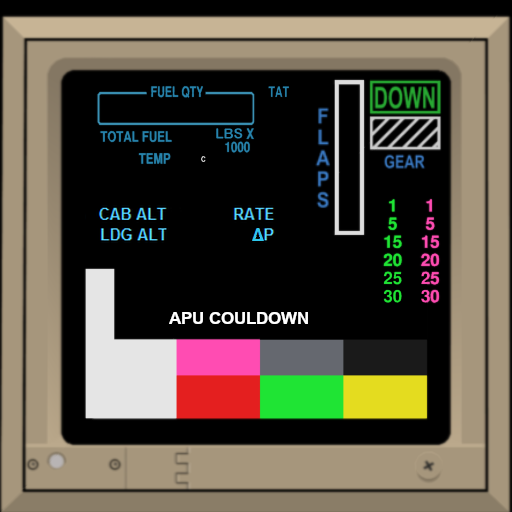 FUEL QTY TAT
DOWN
TOTAL FUEL LBS X
1000
TEMP c
FLAPS
GEAR
CAB ALT RATE
LDG ALT ΔP
1 1
5 5
15 15
20 20
25 25
30 30
APU COULDOWN